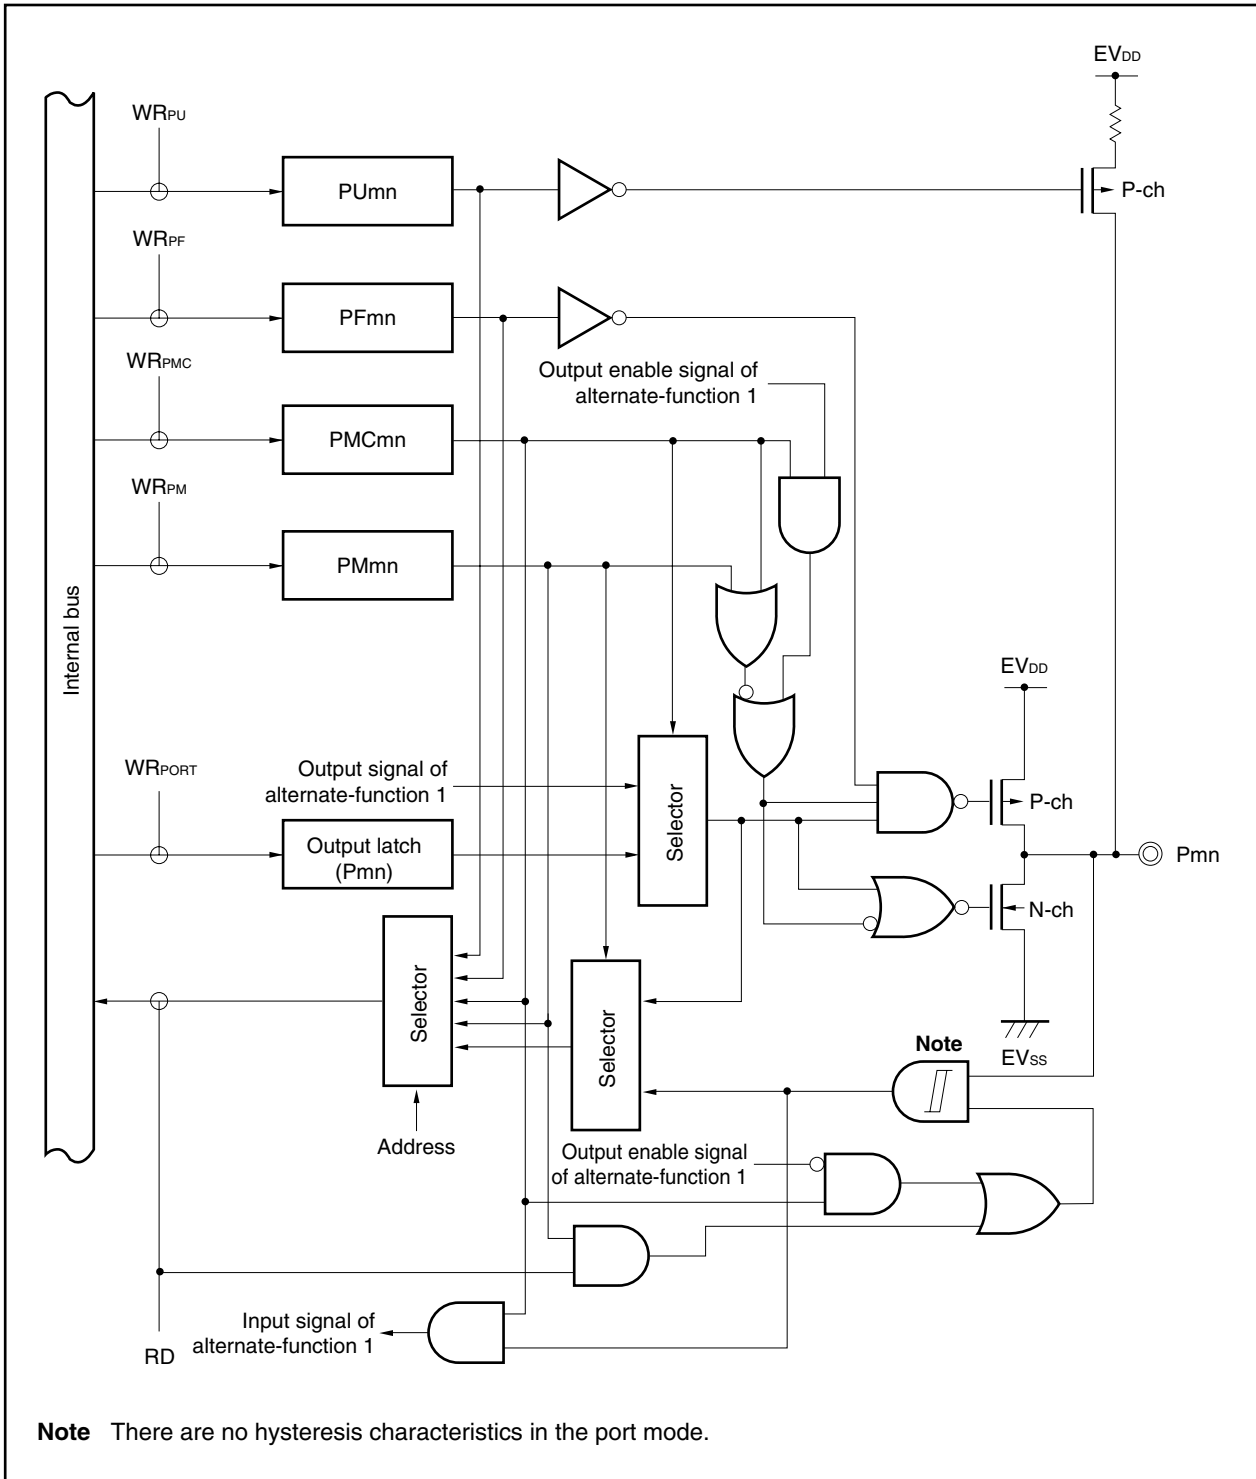 EVDD
WRPU
PUmn
P-ch
WRPF
PFmn
Output enable signal of
alternate-function 1
WRPMC
PMCmn
WRPM
PMmn
Internal bus
EVDD
WRPORT
Output signal of
alternate-function 1
Selector
P-ch
Output latch
(Pmn)
Pmn
N-ch
Selector
Selector
Note
EVSS
Address
Output enable signal
of alternate-function 1
Input signal of
alternate-function 1
RD
Note There are no hysteresis characteristics in the port mode.